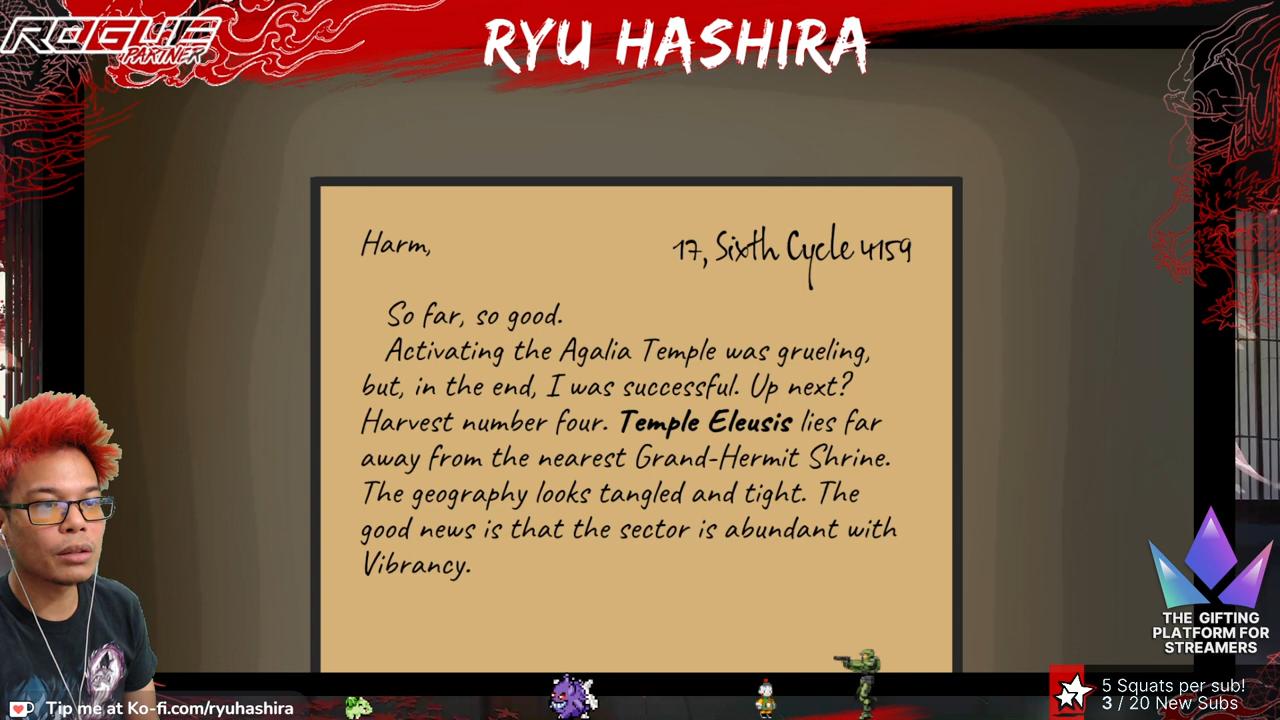 ROGUE
PARTNER
RYU HASHIRA
Harm,
17, Sixth Cycle 4159
So far, so good.
Activating the Agalia Temple was grueling,
but, in the end, I was successful. Up next?
Harvest number four. Temple Eleusis lies far
away from the nearest Grand-Hermit Shrine.
The geography looks tangled and tight. The
good news is that the sector is abundant with
Vibrancy.
THE GIFTING
PLATFORM FOR
STREAMERS
5 Squats per sub!
3 / 20 New Subs
Tip me at Ko-fi.com/ryuhashira